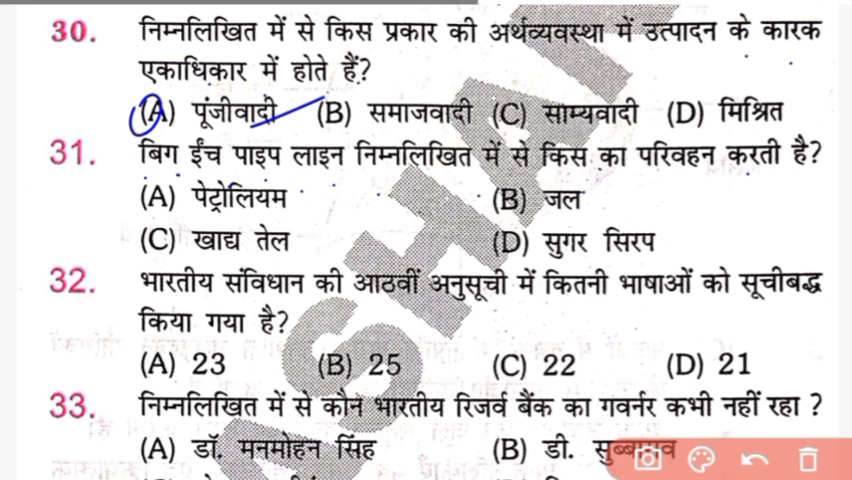 30. निम्नलिखित में से किस प्रकार की अर्थव्यवस्था में उत्पादन के कारक
एकाधिकार में होते हैं?
(A) पूंजीवादी (B) समाजवादी (C) साम्यवादी (D) मिश्रित
31. बिग ईंच पाइप लाइन निम्नलिखित में से किस का परिवहन करती है?
(A) पेट्रोलियम (B) जल
(C) खाद्य तेल (D) सुगर सिरप
32. भारतीय संविधान की आठवीं अनुसूची में कितनी भाषाओं को सूचीबद्ध
किया गया है?
(A) 23 (B) 25 (C) 22 (D) 21
33. निम्नलिखित में से कौन भारतीय रिजर्व बैंक का गवर्नर कभी नहीं रहा ?
(A) डॉ. मनमोहन सिंह (B) डी. सुब्बाराव